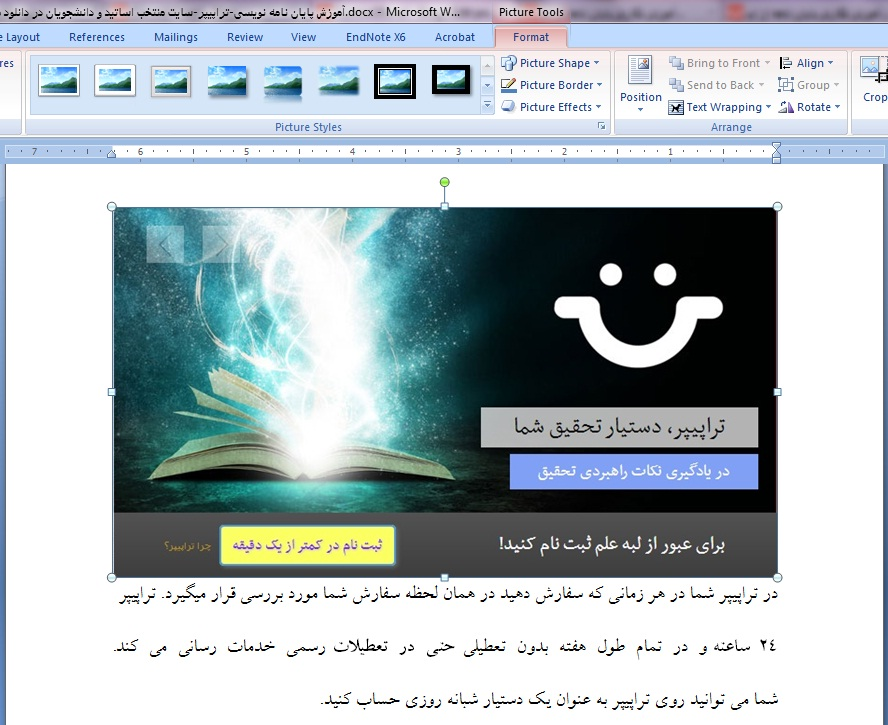 آموزش پایان نامه نویسی-تراپیپر-سایت منتخب اساتید و دانشجویان در دانلود .docx - Microsoft W...
Picture Tools
Layout
References
Mailings
Review
View
EndNote X6
Acrobat
Format
Picture Shape
Picture Border
Picture Effects
Picture Styles
Position
Bring to Front
Send to Back
Text Wrapping
Align
Group
Rotate
Arrange
Crop
7 6 5 4 3 2 1
تراپیپر، دستیار تحقیق شما
در یادگیری نکات راهبردی تحقیق
برای عبور از لبه علم ثبت نام کنید!
ثبت نام در کمتر از یک دقیقه
چرا تراپیپر؟
در تراپیپر شما در هر زمانی که سفارش دهید در همان لحظه سفارش شما مورد بررسی قرار میگیرد. تراپیپر
٢٤ ساعته و در تمام طول هفته بدون تعطیلی حتی در تعطیلات رسمی خدمات رسانی می کند.
شما می توانید روی تراپیپر به عنوان یک دستیار شبانه روزی حساب کنید.